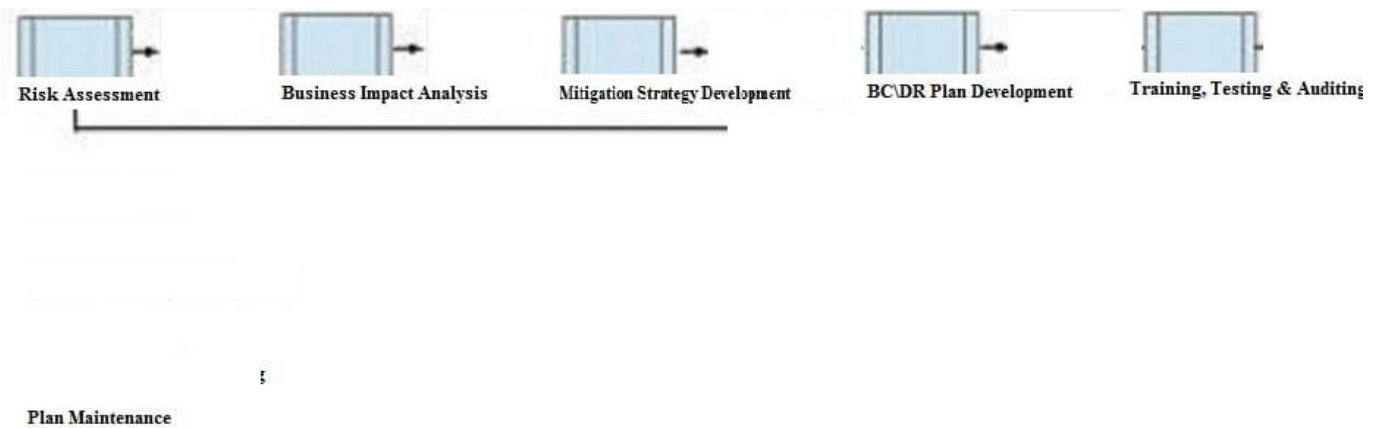 Risk Assessment
Business Impact Analysis
Mitigation Strategy Development
BC\DR Plan Development
Training, Testing & Auditing
g
Plan Maintenance